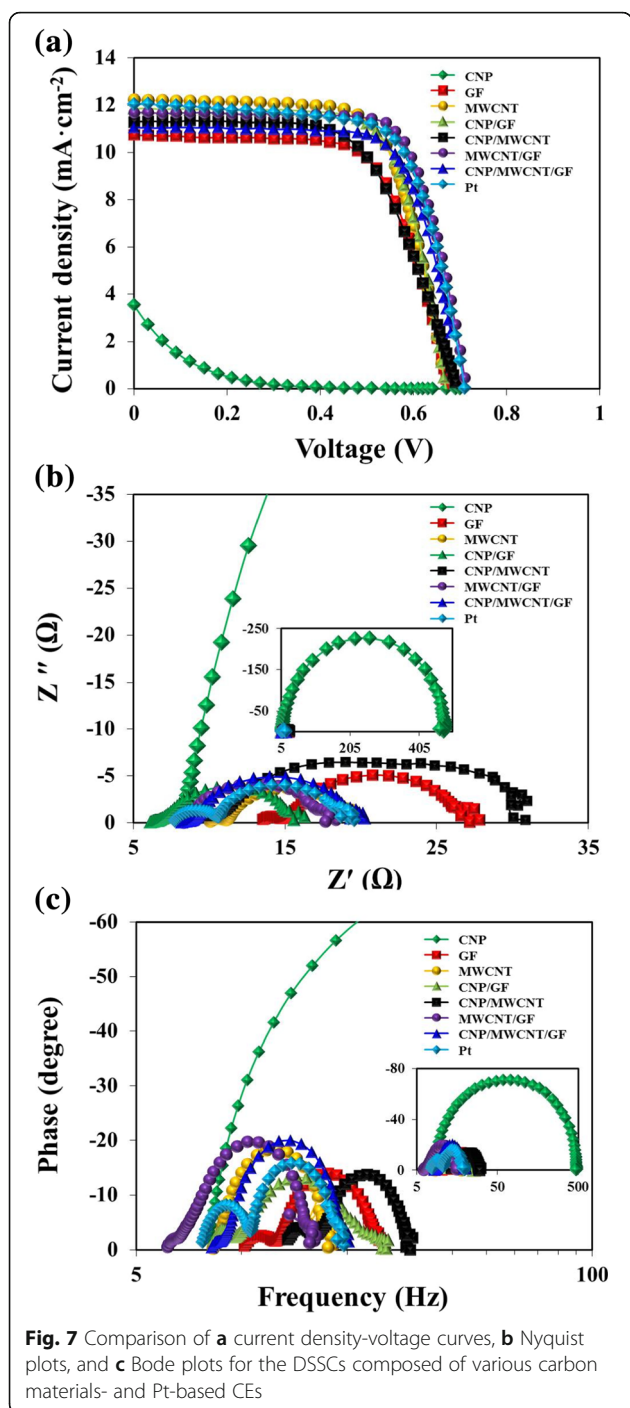 (a)
14
12
10
8
6
4
2
0
Current density (mA·cm-2)
CNP
GF
MWCNT
CNP/GF
CNP/MWCNT
MWCNT/GF
CNP/MWCNT/GF
Pt
0 0.2 0.4 0.6 0.8 1
Voltage (V)
(b)
-35
-30
-25
-20
-15
-10
-5
0
Z " (Ω)
CNP
GF
MWCNT
CNP/GF
CNP/MWCNT
MWCNT/GF
CNP/MWCNT/GF
Pt
-250
-150
-50
5 205 405
5 15 25 35
Z' (Ω)
(c)
-60
-50
-40
-30
-20
-10
0
Phase (degree)
CNP
GF
MWCNT
CNP/GF
CNP/MWCNT
MWCNT/GF
CNP/MWCNT/GF
Pt
-80
-40
0
5 50 500
5 100
Frequency (Hz)
Fig. 7 Comparison of a current density-voltage curves, b Nyquist
plots, and c Bode plots for the DSSCs composed of various carbon
materials- and Pt-based CEs